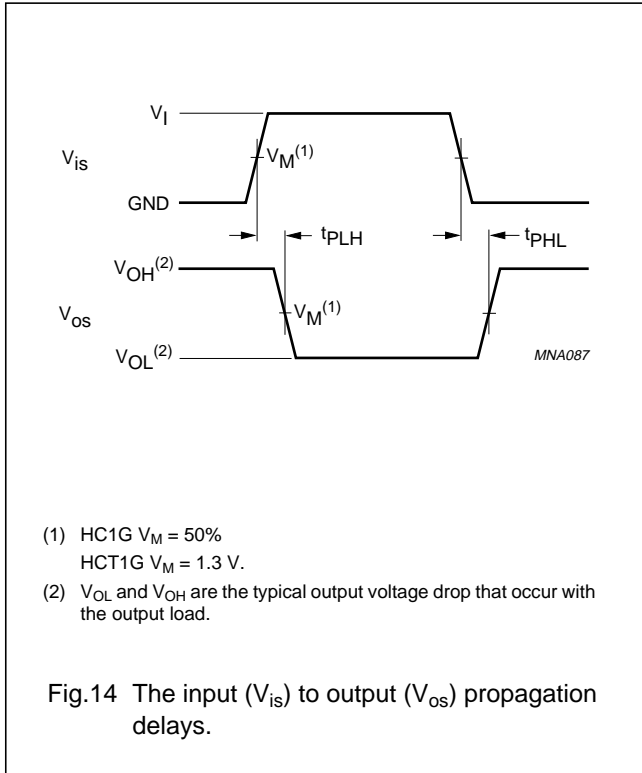 V_I
V_is
V_M(1)
GND
t_PLH
t_PHL
V_OH(2)
V_os
V_M(1)
V_OL(2)
MNA087
(1) HC1G V_M = 50%
HCT1G V_M = 1.3 V.
(2) V_OL and V_OH are the typical output voltage drop that occur with
the output load.
Fig.14 The input (V_is) to output (V_os) propagation
delays.